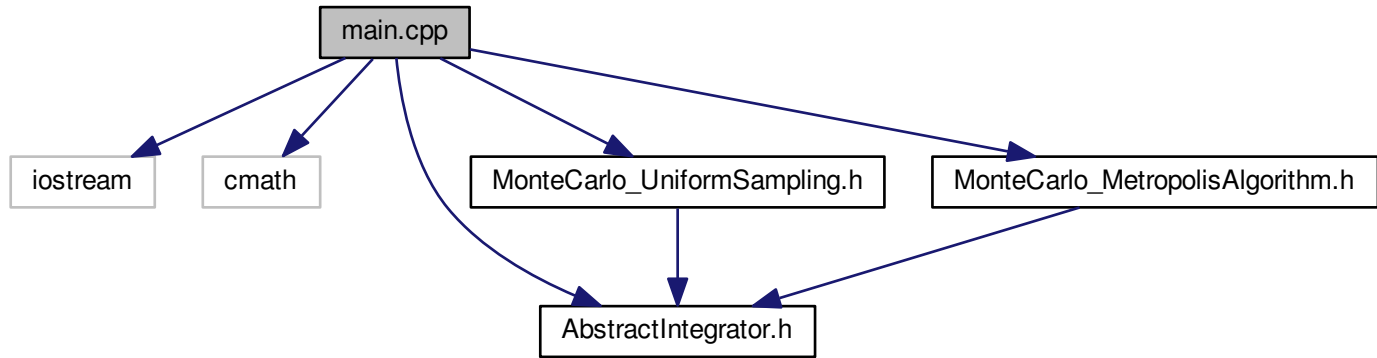 main.cpp
iostream
cmath
MonteCarlo_UniformSampling.h
MonteCarlo_MetropolisAlgorithm.h
AbstractIntegrator.h